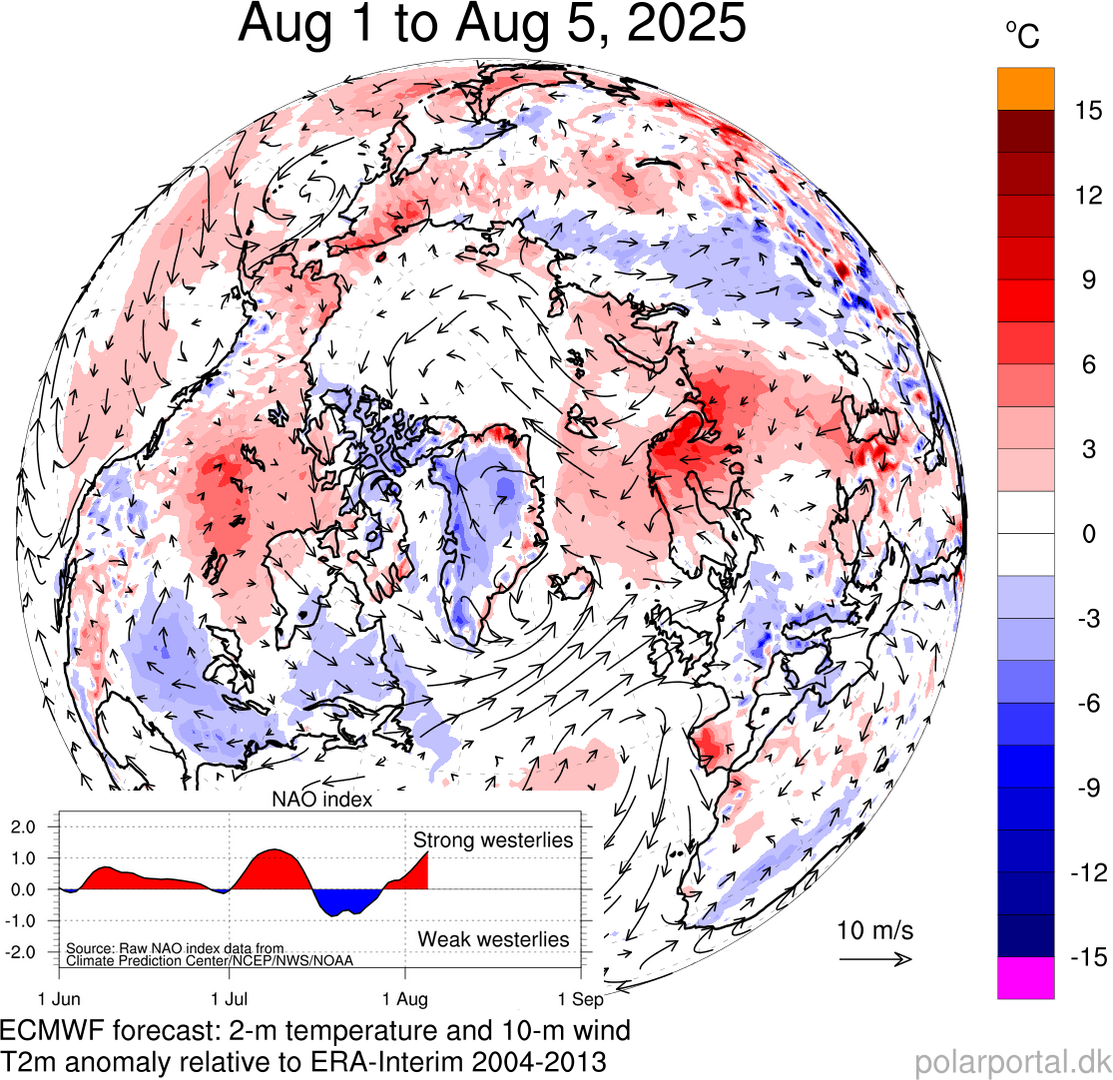 Aug 1 to Aug 5, 2025
oC
15
12
9
6
3
0
-3
-6
-9
-12
-15
NAO index
2.0
1.0
0.0
-1.0
-2.0
Strong westerlies
Weak westerlies
Source: Raw NAO index data from
Climate Prediction Center/NCEP/NWS/NOAA
1 Jun 1 Jul 1 Aug 1 Sep
10 m/s
ECMWF forecast: 2-m temperature and 10-m wind
T2m anomaly relative to ERA-Interim 2004-2013
polarportal.dk